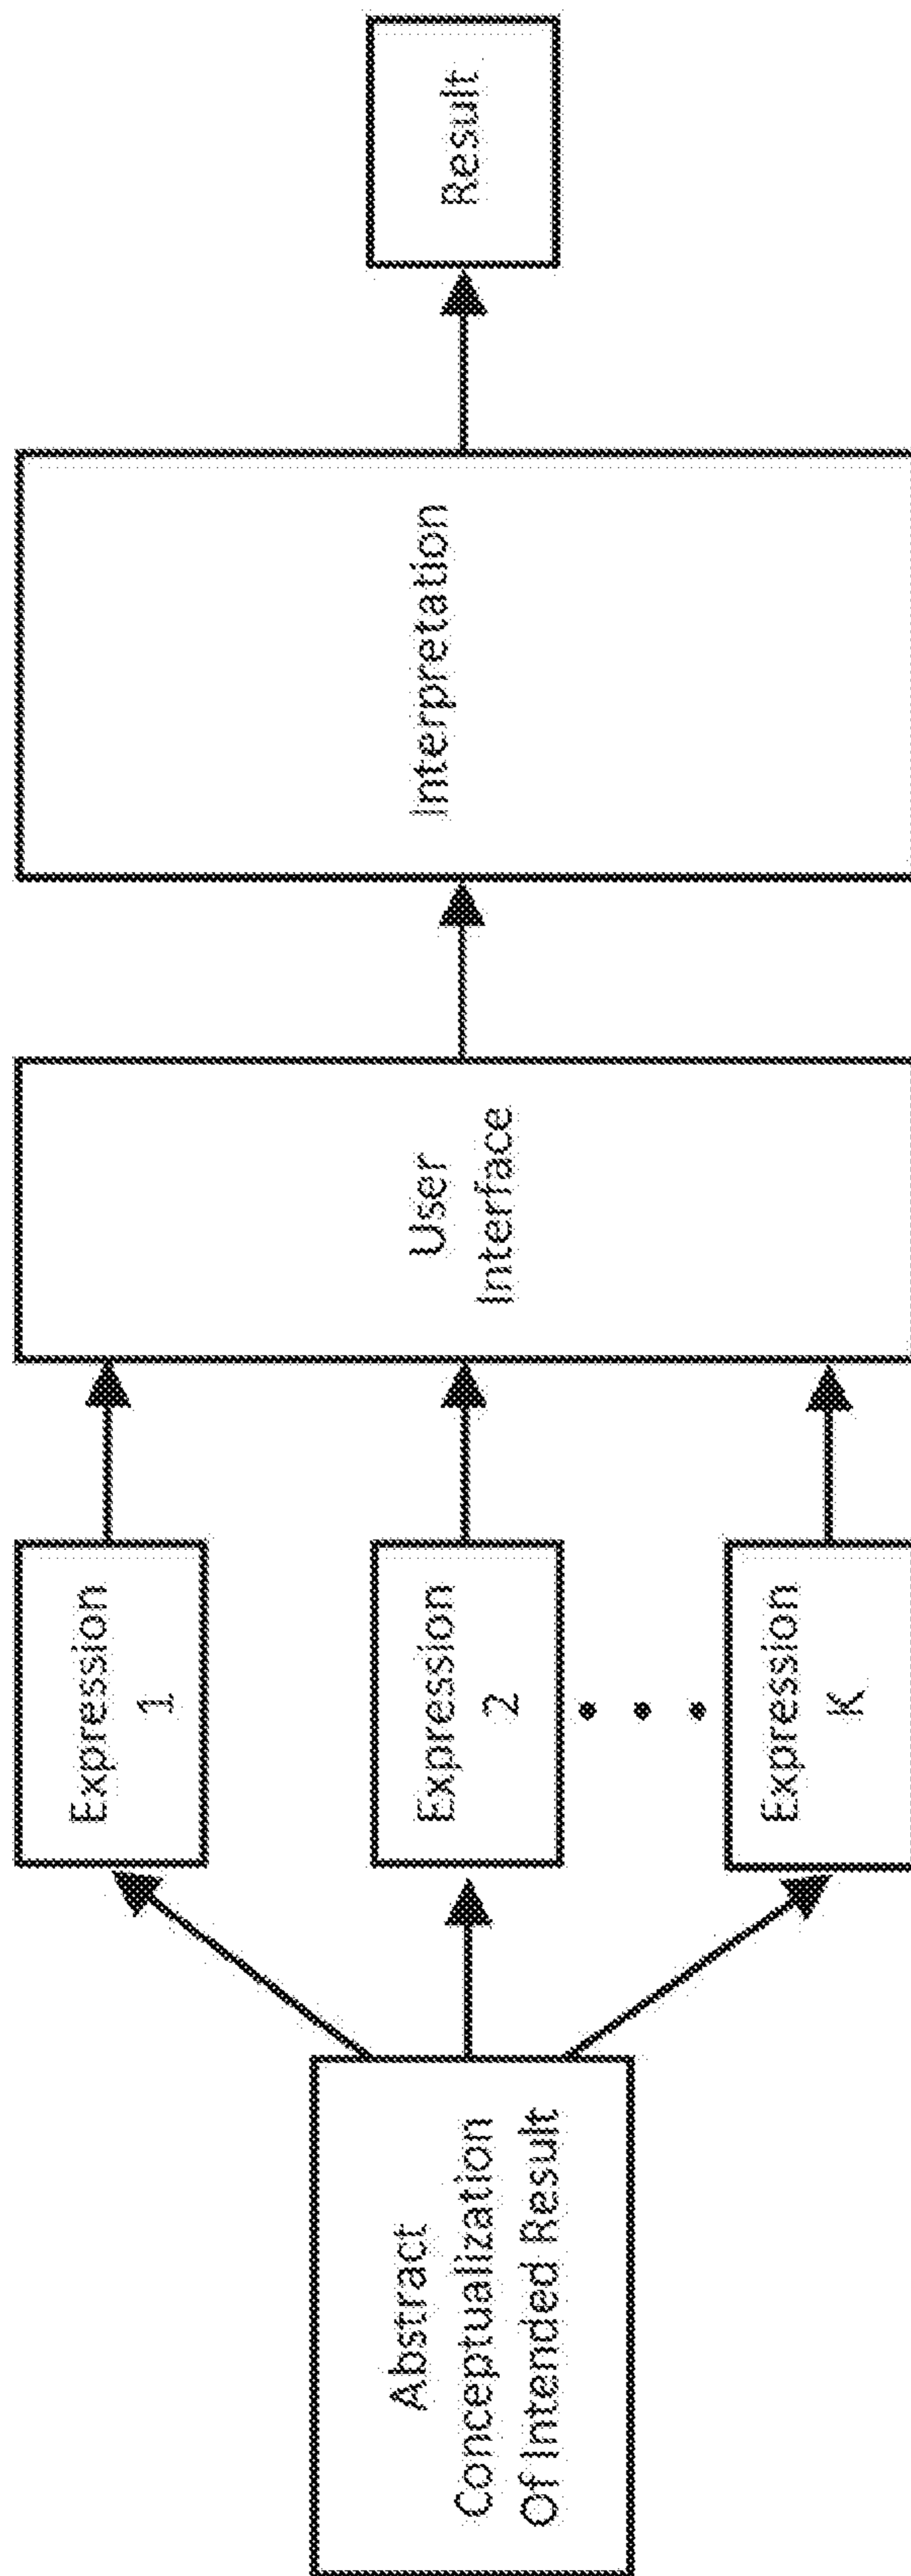 Abstract
Conceptualization
Of Intended Result
Expression
1
Expression
2
Expression
K
User
Interface
Interpretation
Result